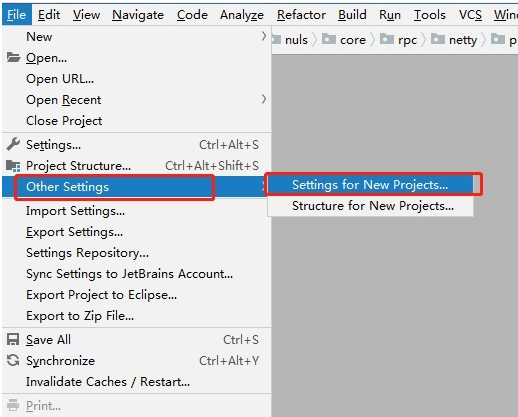 File Edit View Navigate Code Analyze Refactor Build Run Tools VCS
nuls core rpc netty
New
Open...
Open URL...
Open Recent
Close Project
Settings... Ctrl+Alt+S
Project Structure... Ctrl+Alt+Shift+S
Other Settings
Settings for New Projects...
Structure for New Projects...
Import Settings...
Export Settings...
Settings Repository...
Sync Settings to JetBrains Account...
Export Project to Eclipse...
Export to Zip File...
Save All Ctrl+S
Synchronize Ctrl+Alt+Y
Invalidate Caches / Restart...
Print...